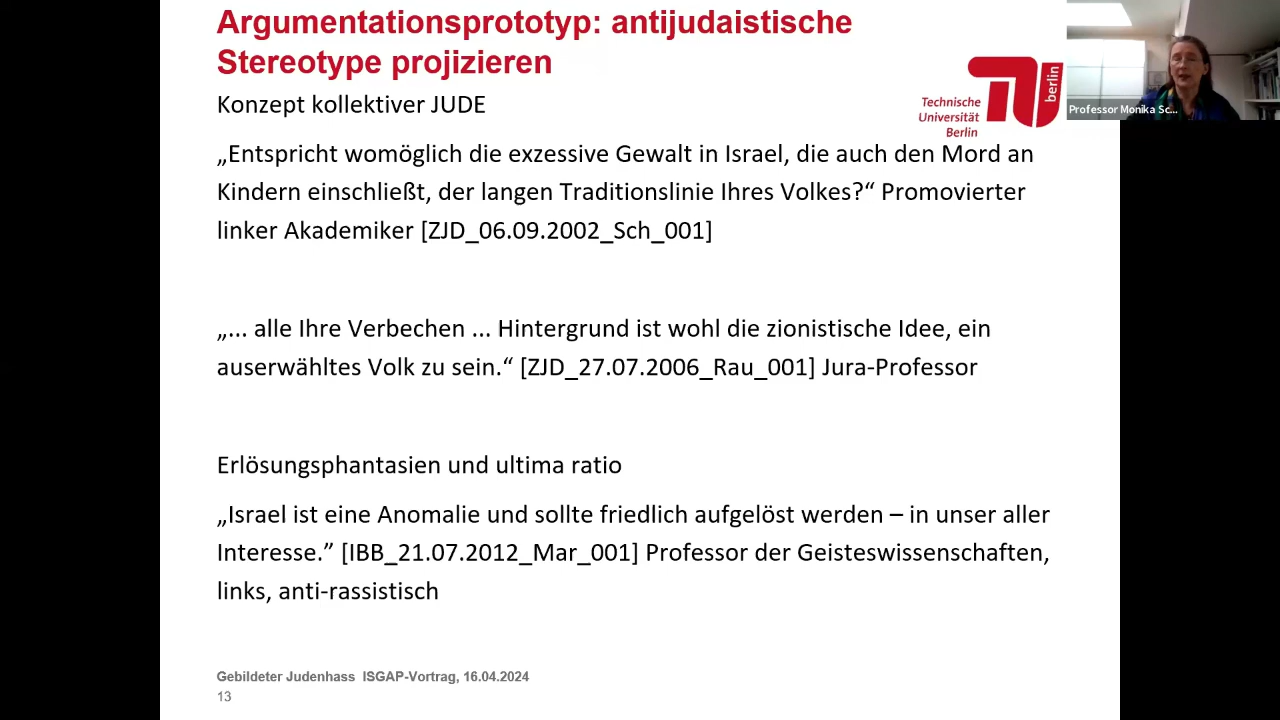 Argumentationsprototyp: antijudaistische
Stereotype projizieren
Konzept kollektiver JUDE
Technische
Universität
Berlin
berlin
Professor Monika Sc...
„Entspricht womöglich die exzessive Gewalt in Israel, die auch den Mord an
Kindern einschließt, der langen Traditionslinie Ihres Volkes?“ Promovierter
linker Akademiker [ZJD_06.09.2002_Sch_001]
„... alle Ihre Verbechen ... Hintergrund ist wohl die zionistische Idee, ein
auserwähltes Volk zu sein.“ [ZJD_27.07.2006_Rau_001] Jura-Professor
Erlösungsphantasien und ultima ratio
„Israel ist eine Anomalie und sollte friedlich aufgelöst werden – in unser aller
Interesse.” [IBB_21.07.2012_Mar_001] Professor der Geisteswissenschaften,
links, anti-rassistisch
Gebildeter Judenhass ISGAP-Vortrag, 16.04.2024
13